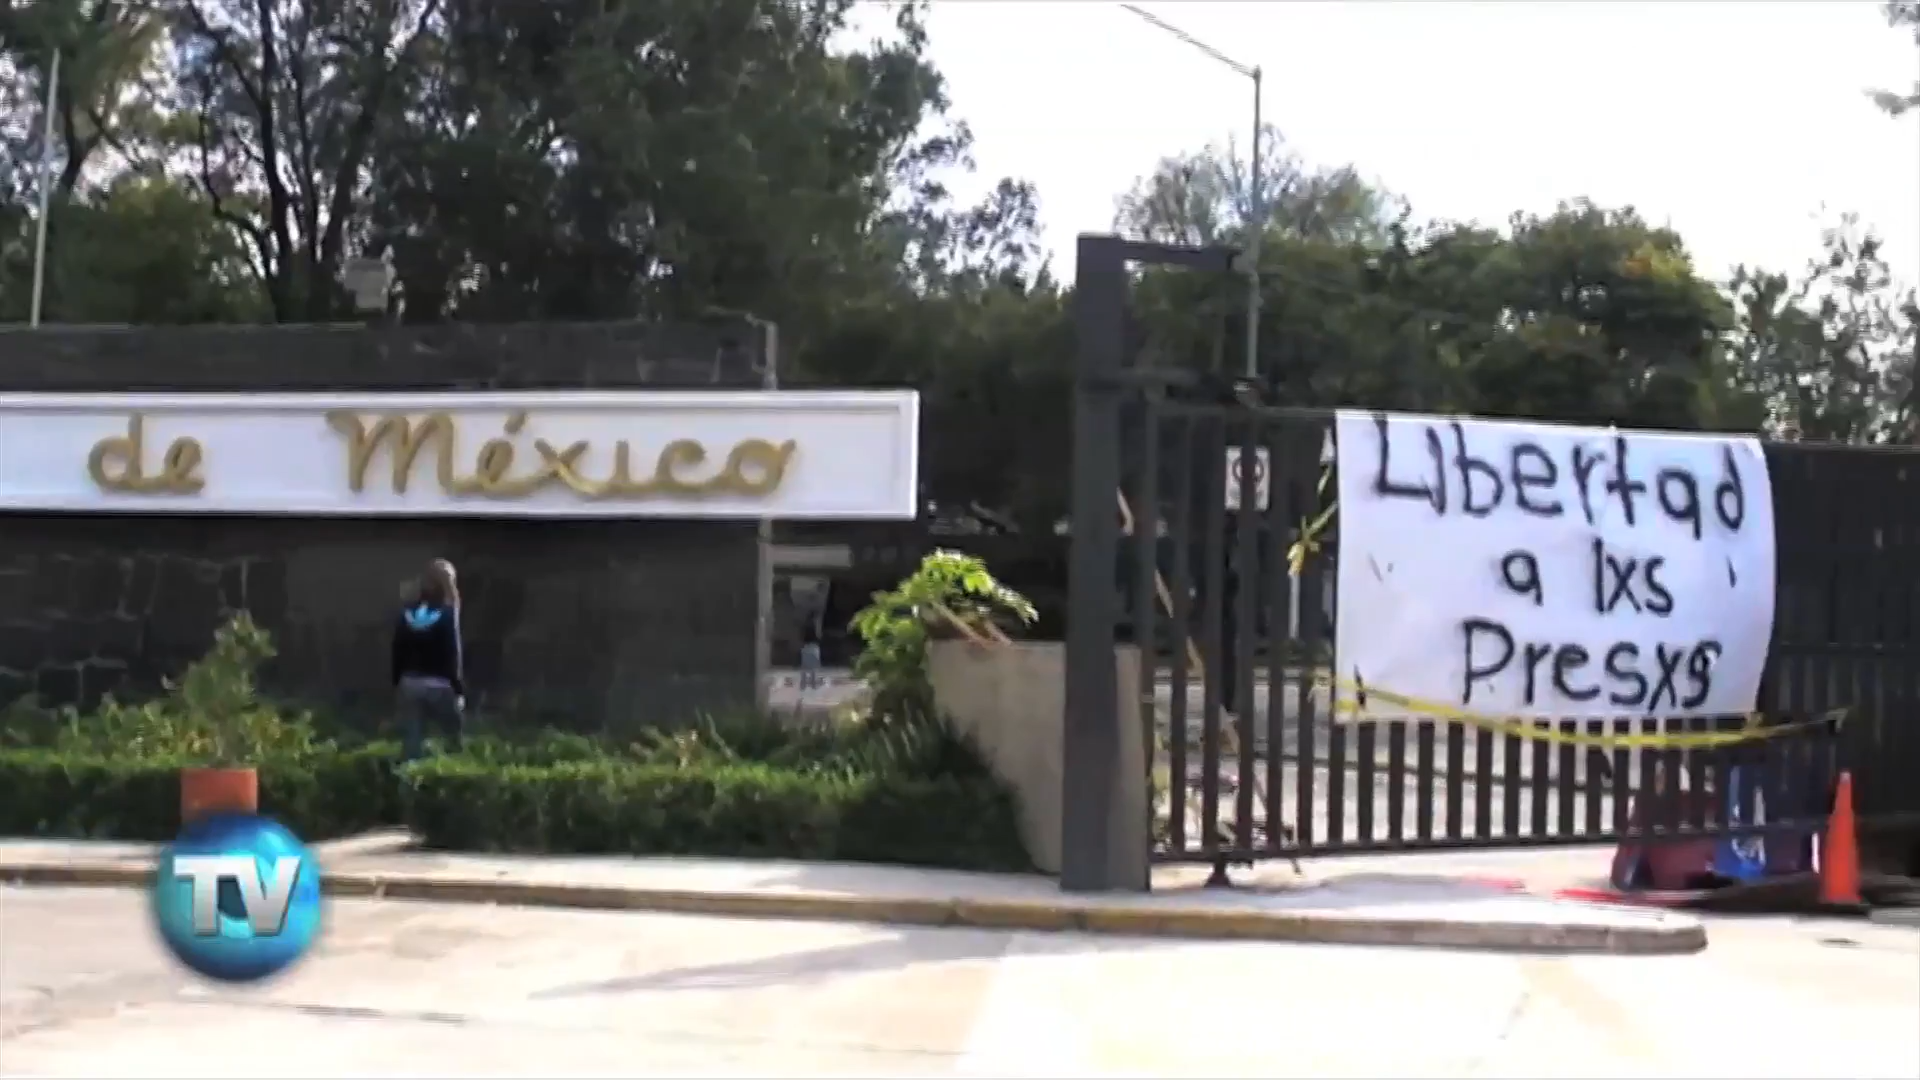 de México
Libertad
a lxs
Presxs
TV